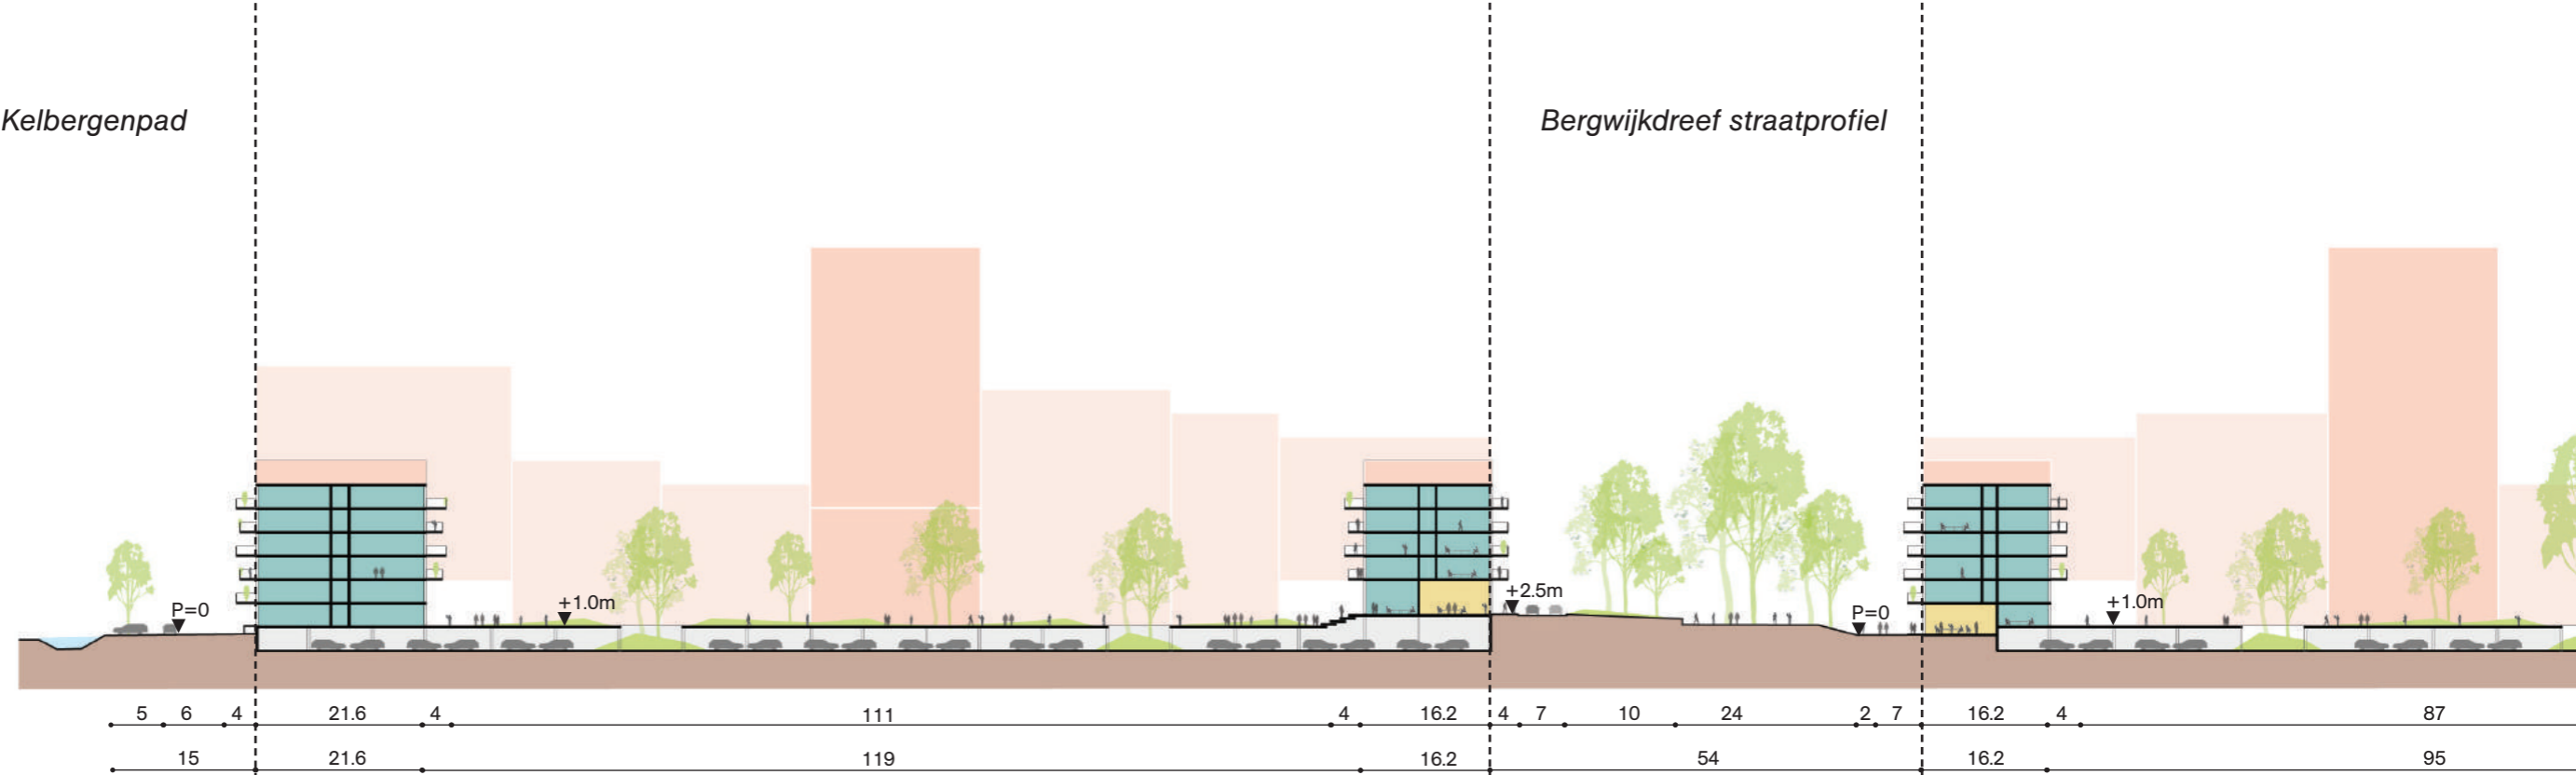 Kelbergenpad
Bergwijkdreef straatprofiel
P=0
+1.0m
+2.5m
P=0
+1.0m
5 6 4 21.6 4 111 4 16.2 4 7 10 24 2 7 16.2 4 87
15 21.6 119 16.2 54 16.2 95